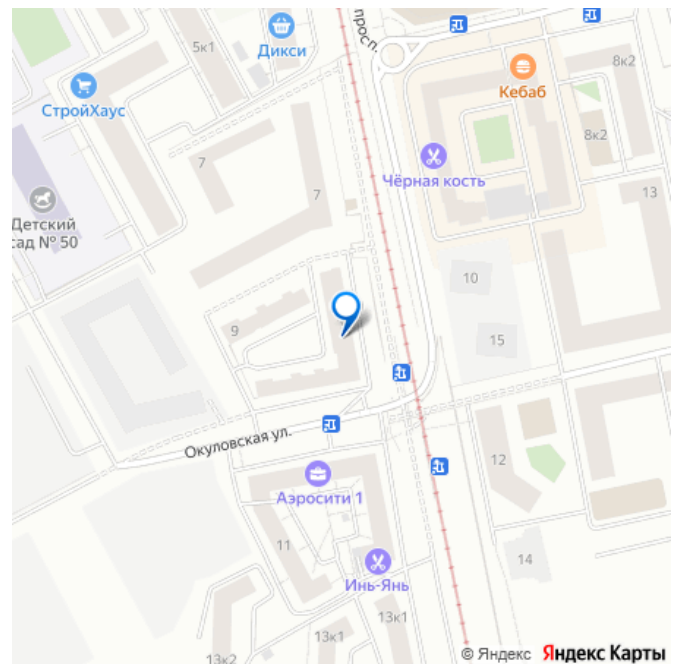 5к1
Дикси
просп.
Кебаб
8к2
СтройХаус
8к2
7
Чёрная кость
7
13
Детский
сад № 50
10
9
15
Окуловская ул.
12
Аэросити 1
11
14
Инь-Янь
13к1
13к1
13к2
© Яндекс Яндекс Карты